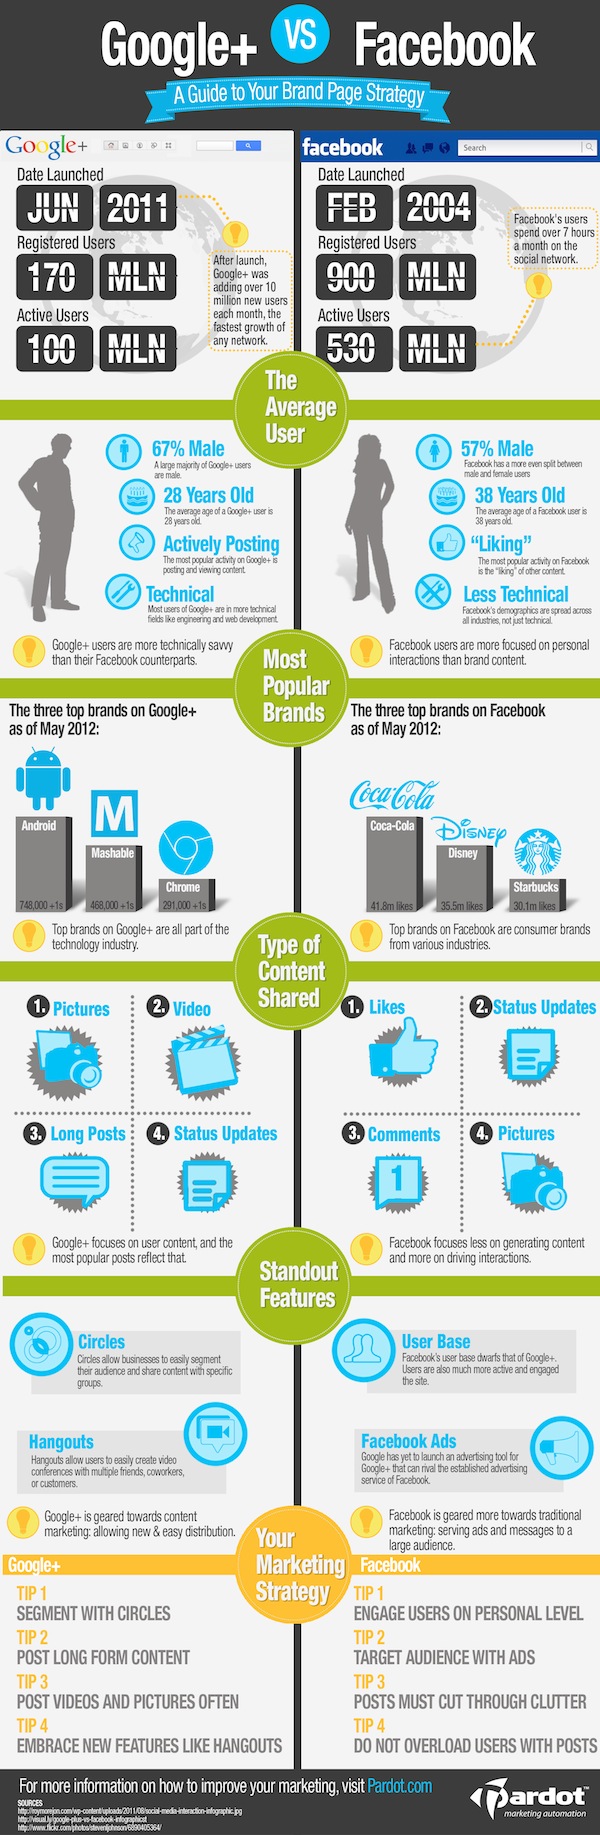 Google+ VS Facebook
A Guide to Your Brand Page Strategy
Google+
Date Launched
JUN 2011
Registered Users
170 MLN
Active Users
100 MLN
After launch,
Google+ was
adding over 10
million new users
each month, the
fastest growth of
any network.
facebook
Search
Date Launched
FEB 2004
Registered Users
900 MLN
Active Users
530 MLN
Facebook's users
spend over 7 hours
a month on the
social network.
The
Average
User
67% Male
A large majority of Google+ users
are male.
28 Years Old
The average age of a Google+ user is
28 years old.
Actively Posting
The most popular activity on Google+ is
posting and viewing content.
Technical
Most users of Google+ are in more technical
fields like engineering and web development.
Google+ users are more technically savvy
than their Facebook counterparts.
57% Male
Facebook has a more even split between
male and female users
38 Years Old
The average age of a Facebook user is
38 years old.
"Liking"
The most popular activity on Facebook
is the "liking" of other content.
Less Technical
Facebook's demographics are spread across
all industries, not just technical.
Facebook users are more focused on personal
interactions than brand content.
Most
Popular
Brands
The three top brands on Google+
as of May 2012:
Android
748,000 +1s
M
Mashable
468,000 +1s
Chrome
291,000 +1s
Top brands on Google+ are all part of the
technology industry.
The three top brands on Facebook
as of May 2012:
Coca-Cola
Coca-Cola
41.8m likes
Disney
Disney
35.5m likes
Starbucks
30.1m likes
Top brands on Facebook are consumer brands
from various industries.
Type of
Content
Shared
1. Pictures
2. Video
3. Long Posts
4. Status Updates
Google+ focuses on user content, and the
most popular posts reflect that.
1. Likes
2. Status Updates
3. Comments
1
4. Pictures
Facebook focuses less on generating content
and more on driving interactions.
Standout
Features
Circles
Circles allow businesses to easily segment
their audience and share content with specific
groups.
Hangouts
Hangouts allow users to easily create video
conferences with multiple friends, coworkers,
or customers.
Google+ is geared towards content
marketing: allowing new & easy distribution.
User Base
Facebook's user base dwarfs that of Google+.
Users are also much more active and engaged
the site.
Facebook Ads
Google has yet to launch an advertising tool for
Google+ that can rival the established advertising
service of Facebook.
Facebook is geared more towards traditional
marketing: serving ads and messages to a
large audience.
Your
Marketing
Strategy
Google+
TIP 1
SEGMENT WITH CIRCLES
TIP 2
POST LONG FORM CONTENT
TIP 3
POST VIDEOS AND PICTURES OFTEN
TIP 4
EMBRACE NEW FEATURES LIKE HANGOUTS
Facebook
TIP 1
ENGAGE USERS ON PERSONAL LEVEL
TIP 2
TARGET AUDIENCE WITH ADS
TIP 3
POSTS MUST CUT THROUGH CLUTTER
TIP 4
DO NOT OVERLOAD USERS WITH POSTS
For more information on how to improve your marketing, visit Pardot.com
SOURCES
http://roymorejon.com/wp-content/uploads/2011/08/social-media-interaction-infographic.jpg
http://visual.ly/google-plus-vs-facebook-infographicst
http://www.flickr.com/photos/stevenljohnson/6890405364/
Pardot
marketing automation